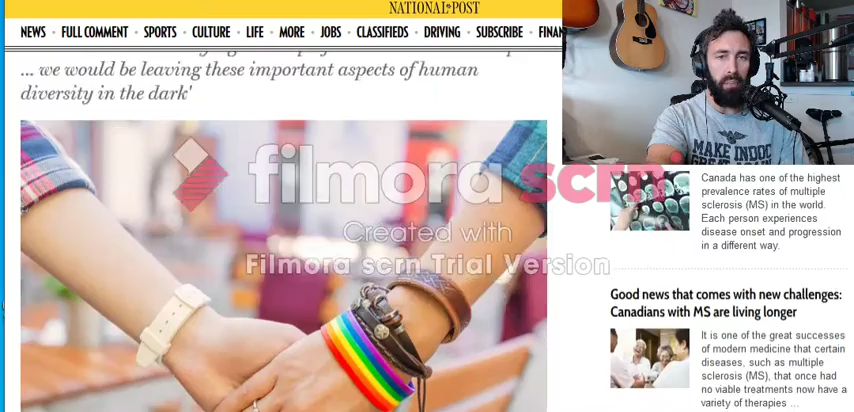 NATIONAL POST
NEWS • FULL COMMENT • SPORTS • CULTURE • LIFE • MORE • JOBS • CLASSIFIEDS • DRIVING • SUBSCRIBE • FINAN
... we would be leaving these important aspects of human
diversity in the dark'
filmora scrn
Created with
Filmora scrn Trial Version
MAKE INDOC
Canada has one of the highest
prevalence rates of multiple
sclerosis (MS) in the world.
Each person experiences
disease onset and progression
in a different way.
Good news that comes with new challenges:
Canadians with MS are living longer
It is one of the great successes
of modern medicine that certain
diseases, such as multiple
sclerosis (MS), that once had
no viable treatments now have a
variety of therapies ...